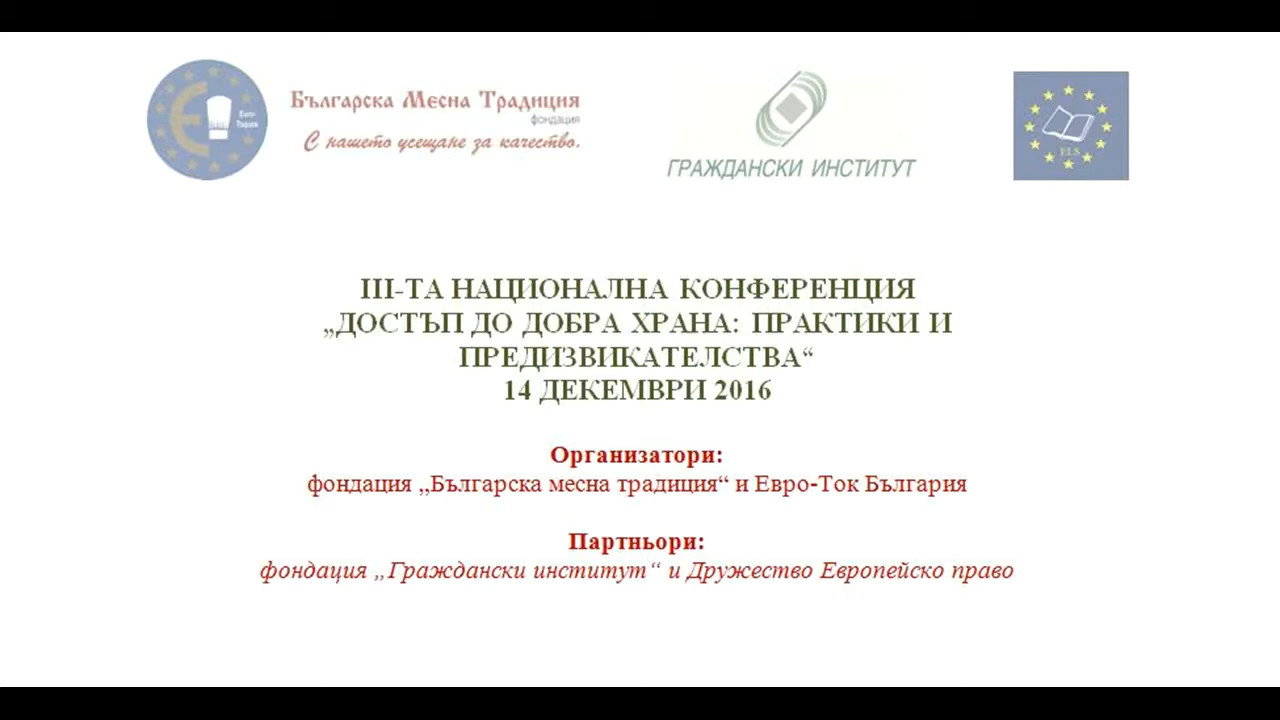 Българска Месна Традиция
фондация
С нашето усещане за качество.
Евро-
Торият
ГРАЖДАНСКИ ИНСТИТУТ
ELS
III-ТА НАЦИОНАЛНА КОНФЕРЕНЦИЯ
„ДОСТЪП ДО ДОБРА ХРАНА: ПРАКТИКИ И
ПРЕДИЗВИКАТЕЛСТВА“
14 ДЕКЕМВРИ 2016
Организатори:
фондация „Българска месна традиция“ и Евро-Ток България
Партньори:
фондация „Граждански институт“ и Дружество Европейско право